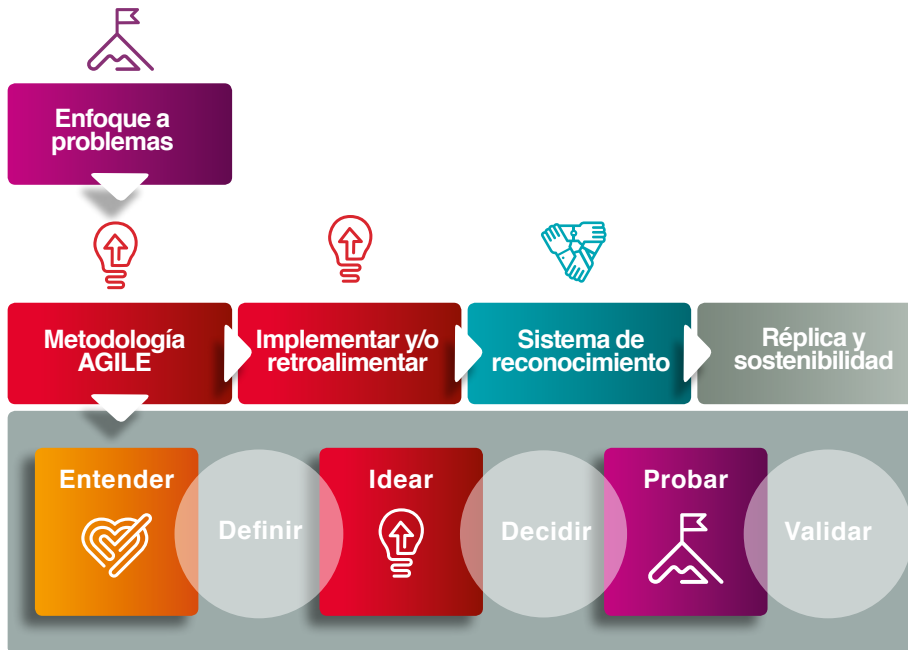 Enfoque a
problemas
Metodología
AGILE
Implementar y/o
retroalimentar
Sistema de
reconocimiento
Réplica y
sostenibilidad
Entender
Definir
Idear
Decidir
Probar
Validar